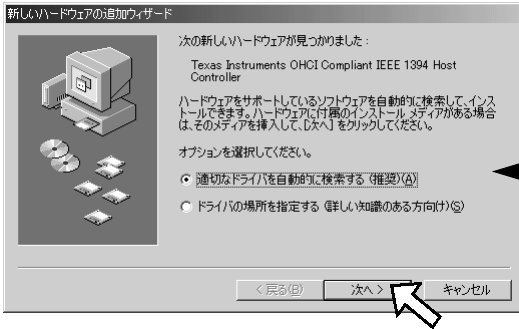 新しいハードウェアの追加ウィザード
次の新しいハードウェアが見つかりました：
Texas Instruments OHCI Compliant IEEE 1394 Host
Controller
ハードウェアをサポートしているソフトウェアを自動的に検索して、インス
トールできます。ハードウェアに付属のインストール メディアがある場合
は、そのメディアを挿入して、[次へ] をクリックしてください。
オプションを選択してください。
適切なドライバを自動的に検索する (推奨)(A)
ドライバの場所を指定する (詳しい知識のある方向け)(S)
< 戻る(B)
次へ >
キャンセル